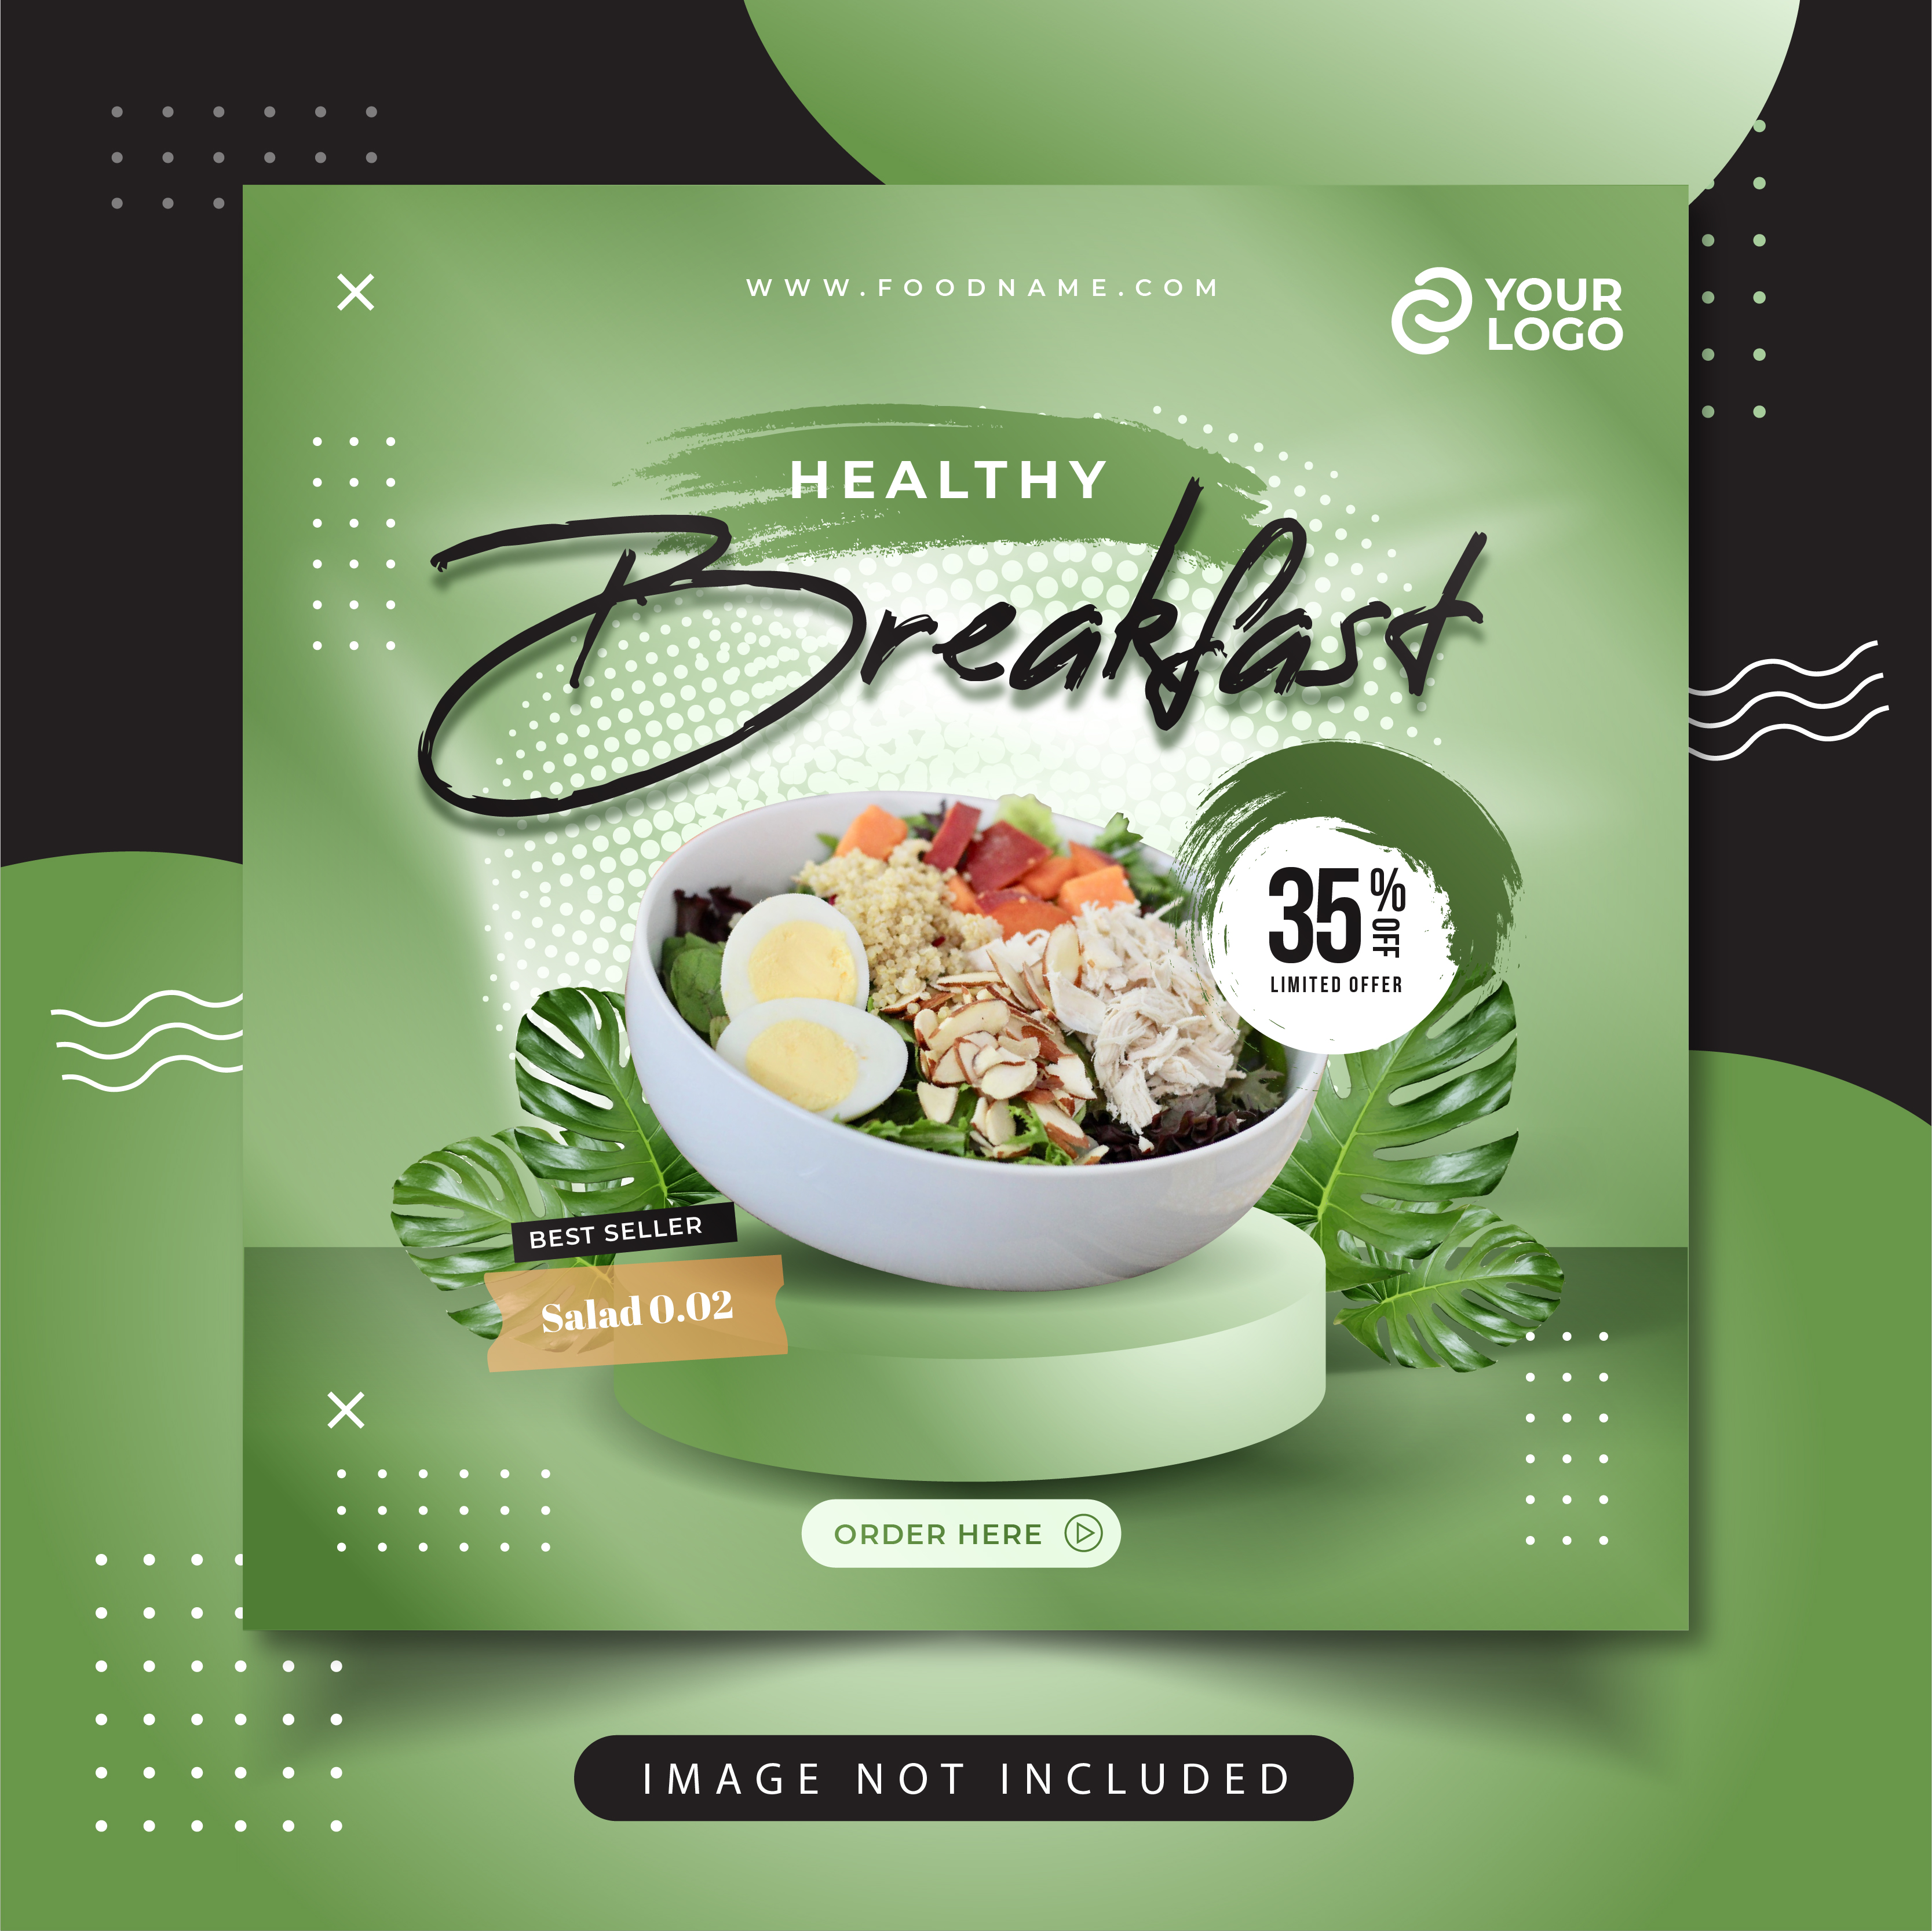 WWW.FOODNAME.COM
YOUR
LOGO
HEALTHY
Breakfast
35% OFF
LIMITED OFFER
BEST SELLER
Salad 0.02
ORDER HERE
IMAGE NOT INCLUDED